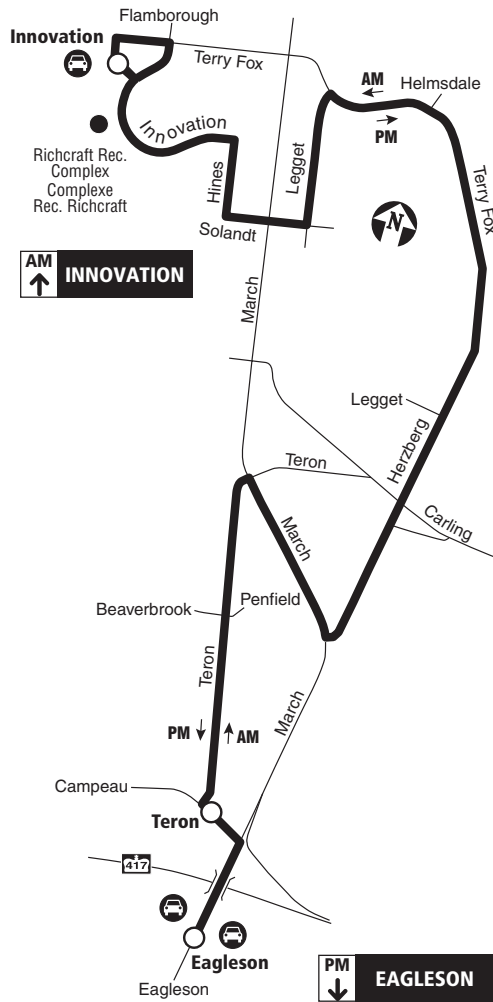 Flamborough
Innovation
Terry Fox
AM
Helmsdale
PM
Innovation
Richcraft Rec.
Complex
Complexe
Rec. Richcraft
Hines
Legget
Terry Fox
N
Solandt
AM
INNOVATION
March
Legget
Herzberg
Teron
Carling
March
Beaverbrook
Penfield
Teron
March
PM
AM
Campeau
Teron
417
Eagleson
Eagleson
PM
EAGLESON